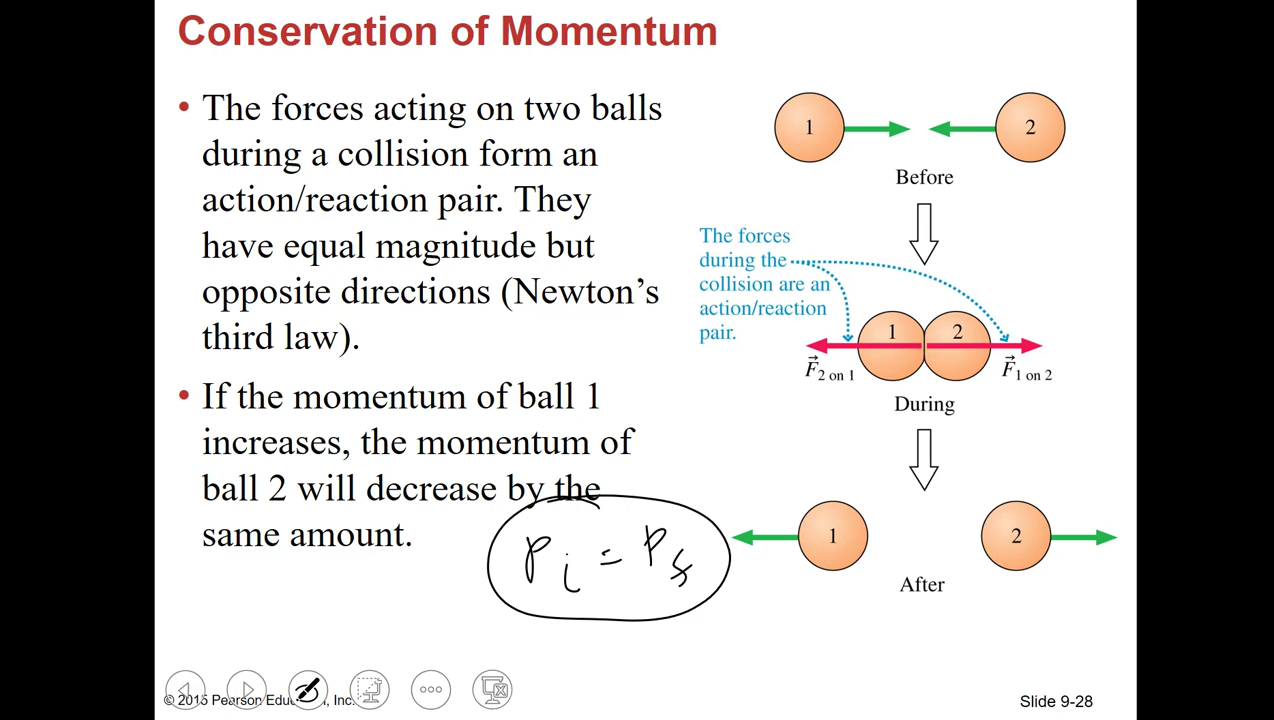 Conservation of Momentum
• The forces acting on two balls
during a collision form an
action/reaction pair. They
have equal magnitude but
opposite directions (Newton's
third law).
• If the momentum of ball 1
increases, the momentum of
ball 2 will decrease by the
same amount.
Pi = Pf
1
2
Before
The forces
during the
collision are an
action/reaction
pair.
1
2
F⃗2 on 1
F⃗1 on 2
During
1
2
After
© 2015 Pearson Education, Inc.
Slide 9-28